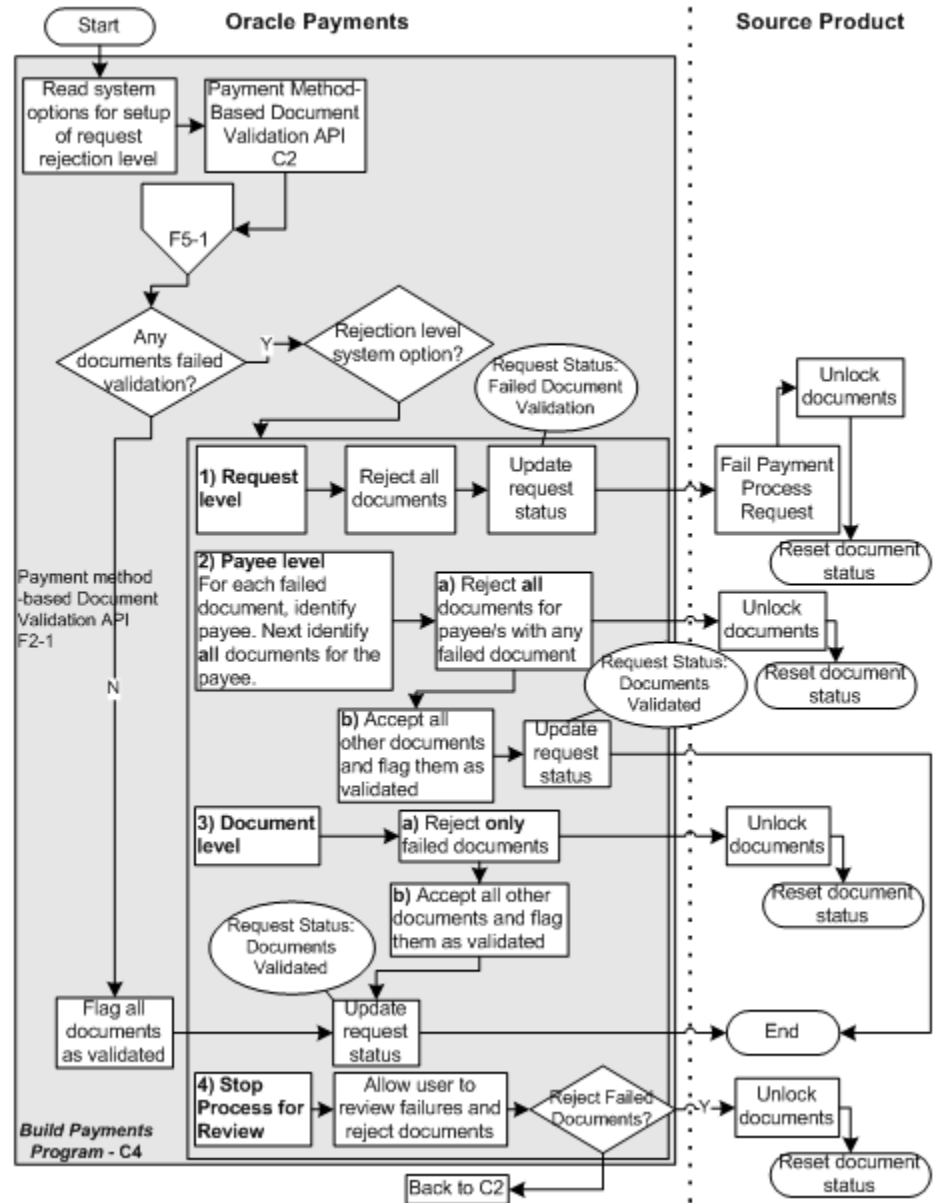 Oracle Payments
Source Product
Start
Read system
options for setup
of request
rejection level
Payment Method-
Based Document
Validation API
C2
F5-1
Any
documents failed
validation?
Y
Rejection level
system option?
Request Status:
Failed Document
Validation
Unlock
documents
1) Request
level
Reject all
documents
Update
request
status
Fail Payment
Process
Request
Reset document
status
Payment method
-based Document
Validation API
F2-1
N
2) Payee level
For each failed
document, identify
payee. Next identify
all documents for the
payee.
a) Reject all
documents for
payee's with any
failed document
Unlock
documents
Reset document
status
Request Status:
Documents
Validated
b) Accept all
other documents
and flag them as
validated
Update
request
status
3) Document
level
a) Reject only
failed documents
Unlock
documents
Reset document
status
b) Accept all other
documents and flag
them as validated
Request Status:
Documents
Validated
Flag all
documents
as validated
Update
request
status
End
4) Stop
Process for
Review
Allow user to
review failures and
reject documents
Reject Failed
Documents?
Y
Unlock
documents
Reset document
status
Build Payments
Program - C4
Back to C2